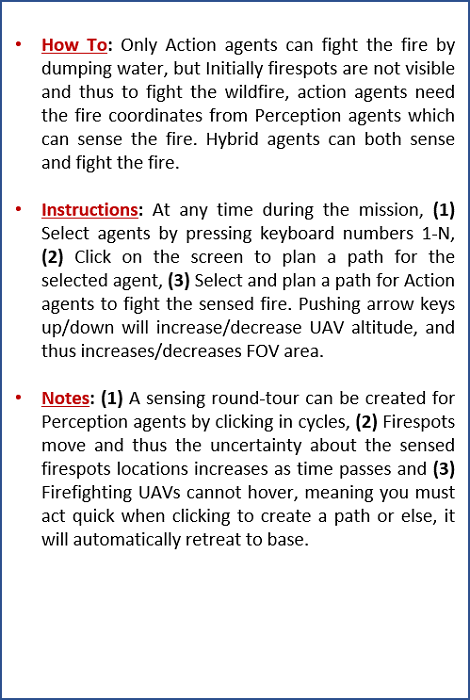 • How To: Only Action agents can fight the fire by
dumping water, but Initially firespots are not visible
and thus to fight the wildfire, action agents need
the fire coordinates from Perception agents which
can sense the fire. Hybrid agents can both sense
and fight the fire.
• Instructions: At any time during the mission, (1)
Select agents by pressing keyboard numbers 1-N,
(2) Click on the screen to plan a path for the
selected agent, (3) Select and plan a path for Action
agents to fight the sensed fire. Pushing arrow keys
up/down will increase/decrease UAV altitude, and
thus increases/decreases FOV area.
• Notes: (1) A sensing round-tour can be created for
Perception agents by clicking in cycles, (2) Firespots
move and thus the uncertainty about the sensed
firespots locations increases as time passes and (3)
Firefighting UAVs cannot hover, meaning you must
act quick when clicking to create a path or else, it
will automatically retreat to base.